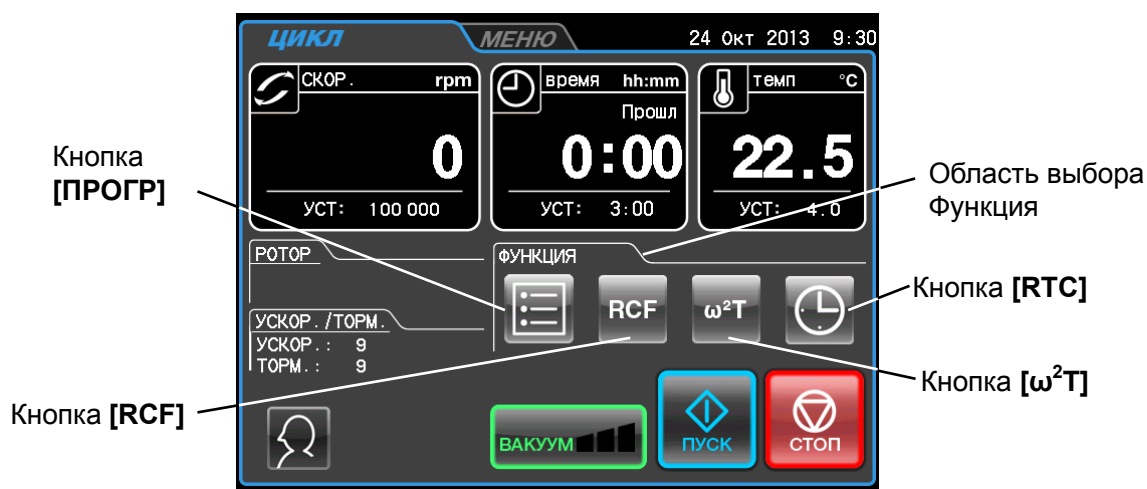 ЦИКЛ
МЕНЮ
24 Окт 2013 9:30
СКОР. rpm
0
УСТ: 100 000
время hh:mm
Прошл
0:00
УСТ: 3:00
темп °C
22.5
УСТ: 4.0
Кнопка
[ПРОГР]
Область выбора
Функция
РОТОР
ФУНКЦИЯ
RCF
ω²T
Кнопка [RTC]
УСКОР./ТОРМ.
УСКОР.: 9
ТОРМ.: 9
Кнопка [ω²T]
Кнопка [RCF]
ВАКУУМ
ПУСК
СТОП